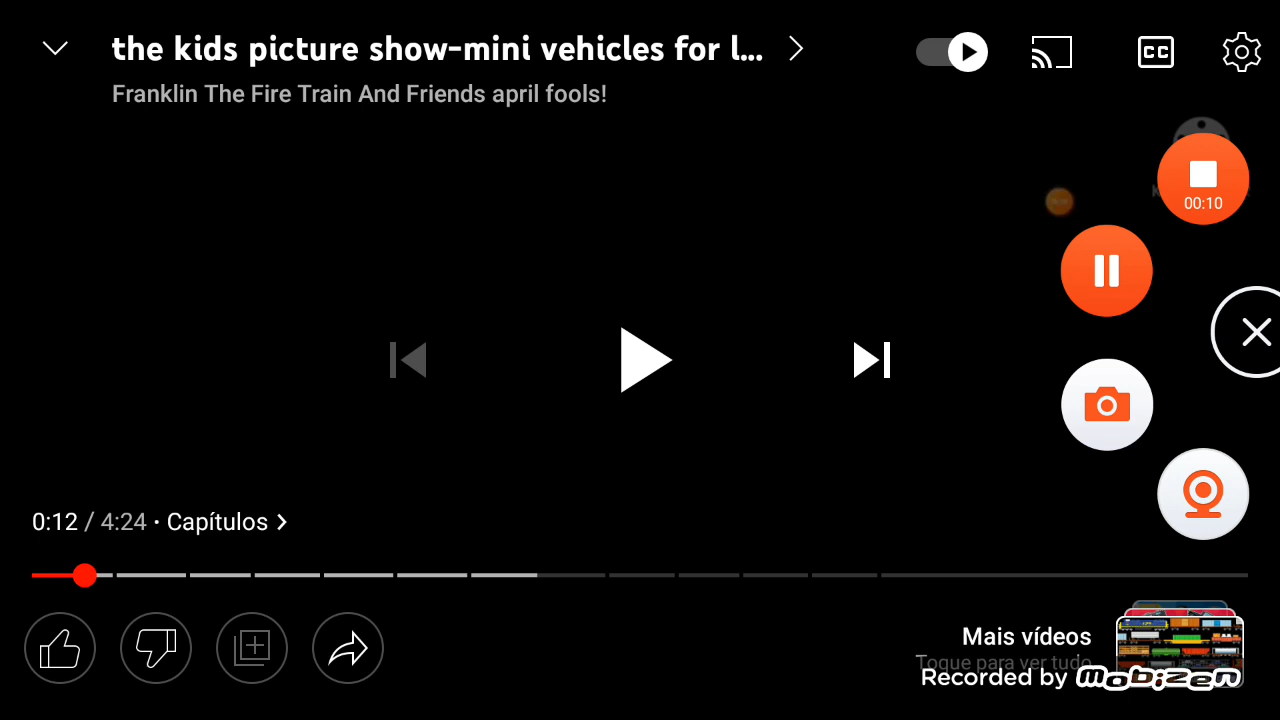 the kids picture show-mini vehicles for l...
Franklin The Fire Train And Friends april fools!
CC
00:10
0:12 / 4:24 · Capítulos
Mais vídeos
Toque para ver tudo
Recorded by mobizen